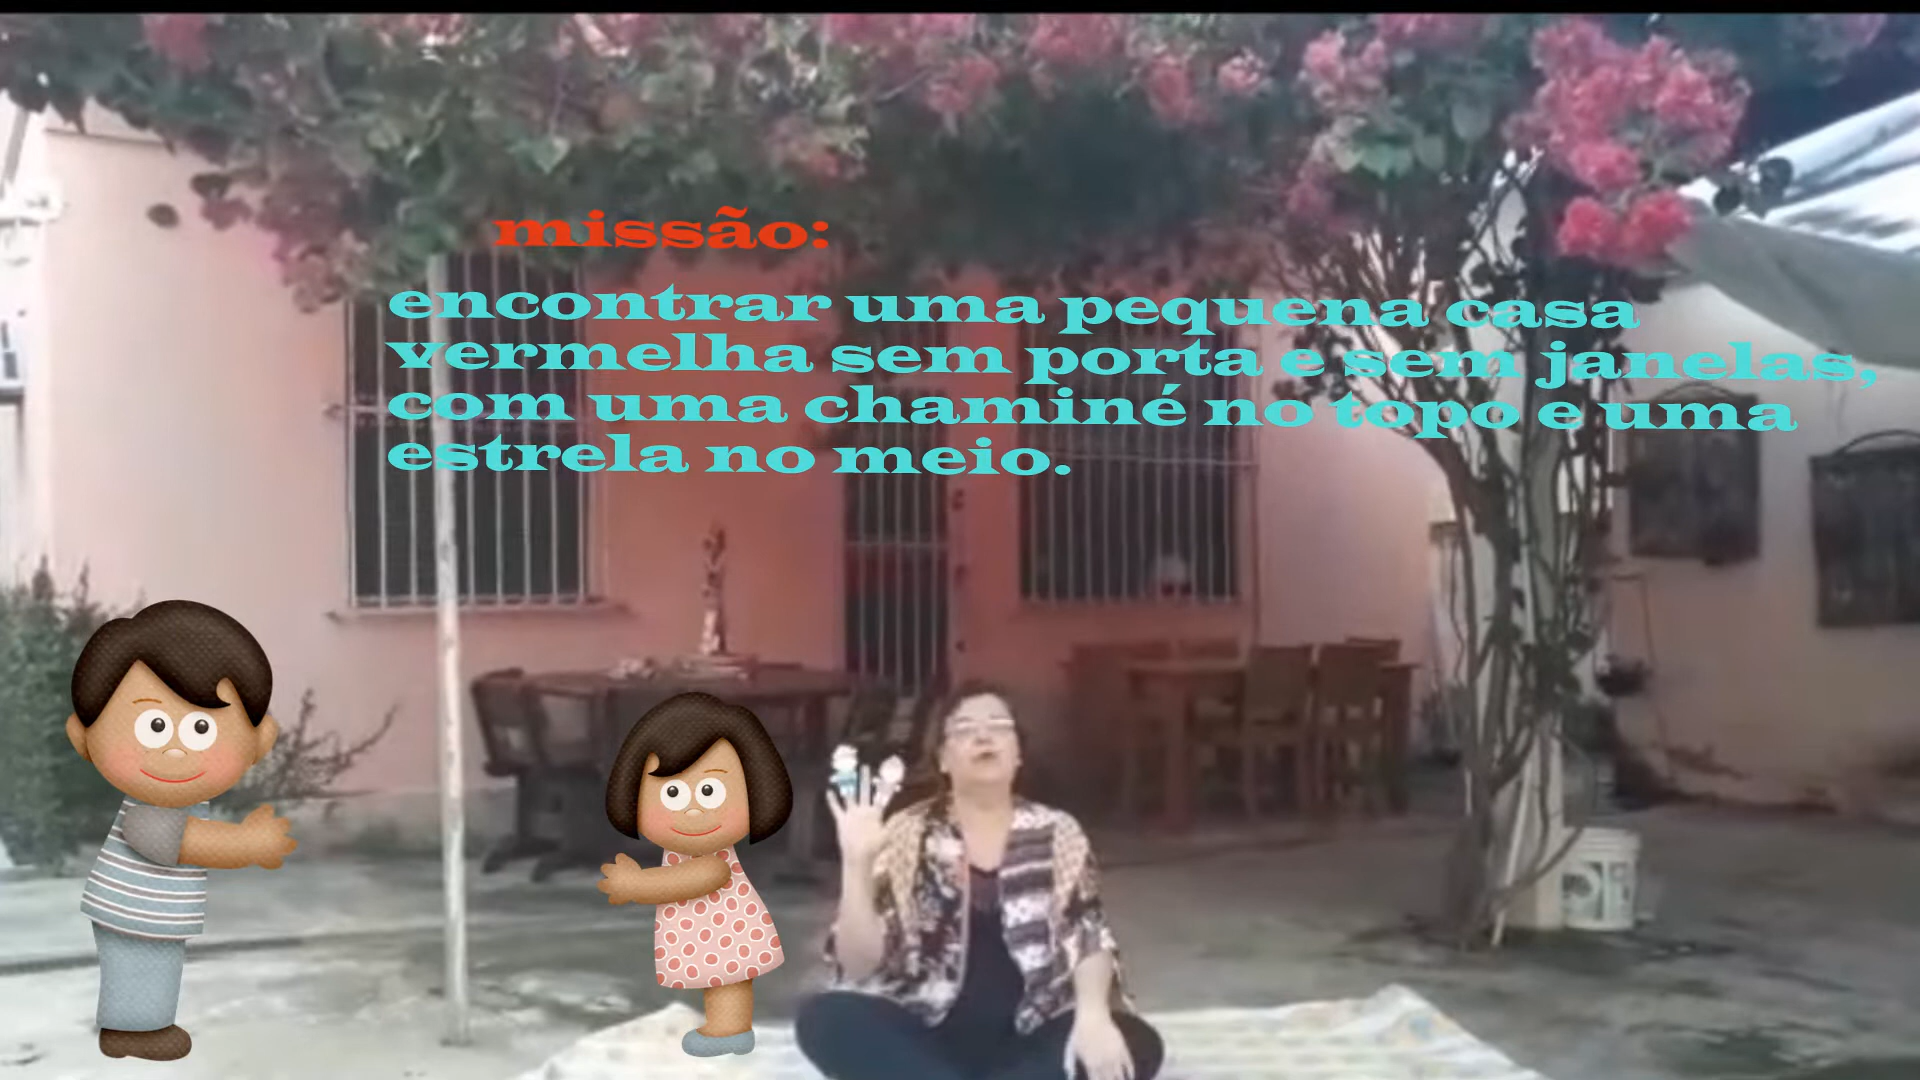 missão:
encontrar uma pequena casa
vermelha sem porta e sem janelas,
com uma chaminé no topo e uma
estrela no meio.